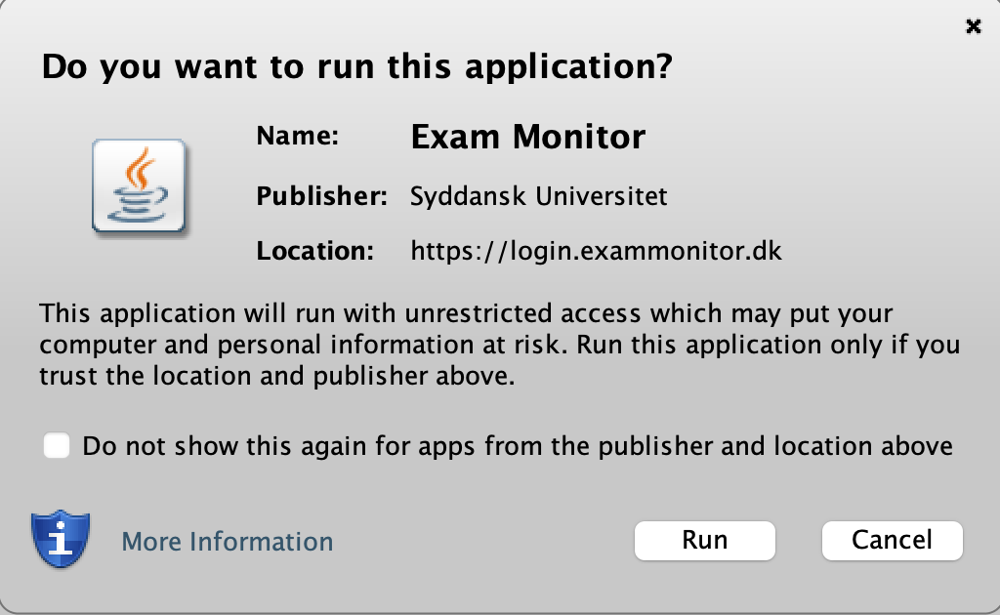 Do you want to run this application?
Name: Exam Monitor
Publisher: Syddansk Universitet
Location: https://login.exammonitor.dk
This application will run with unrestricted access which may put your
computer and personal information at risk. Run this application only if you
trust the location and publisher above.
Do not show this again for apps from the publisher and location above
More Information
Run
Cancel